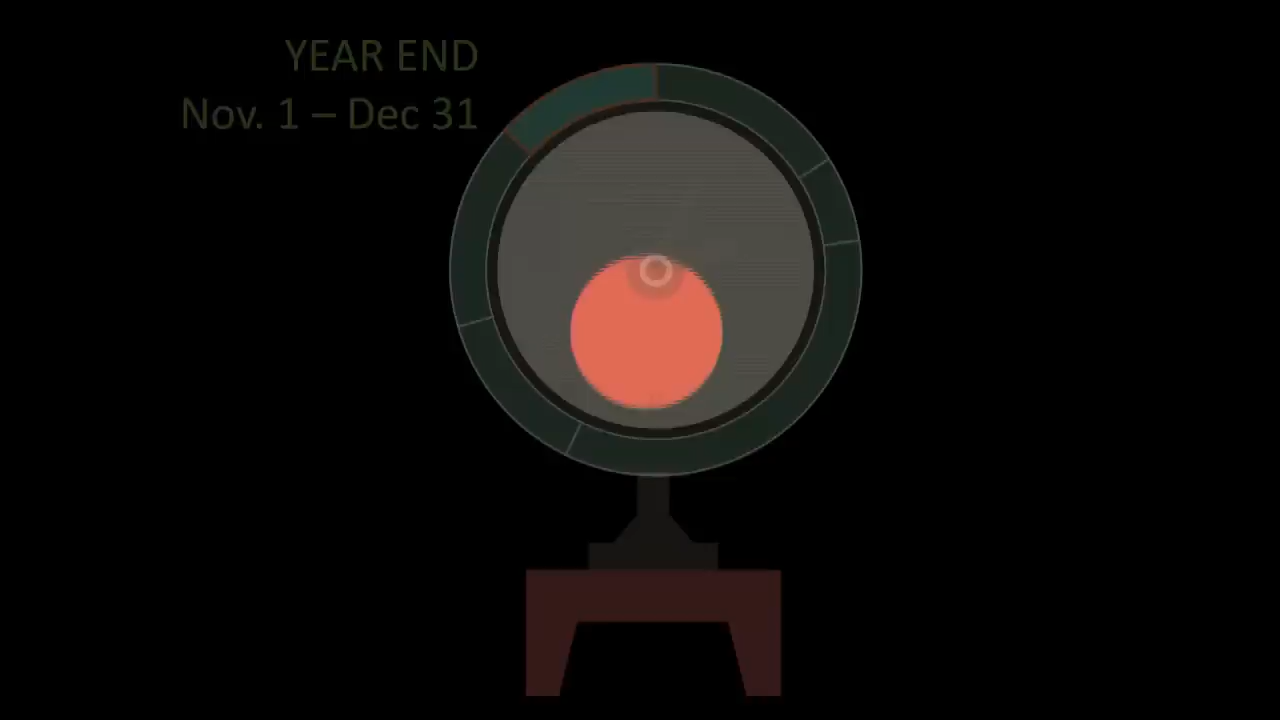 YEAR END
Nov. 1 – Dec 31